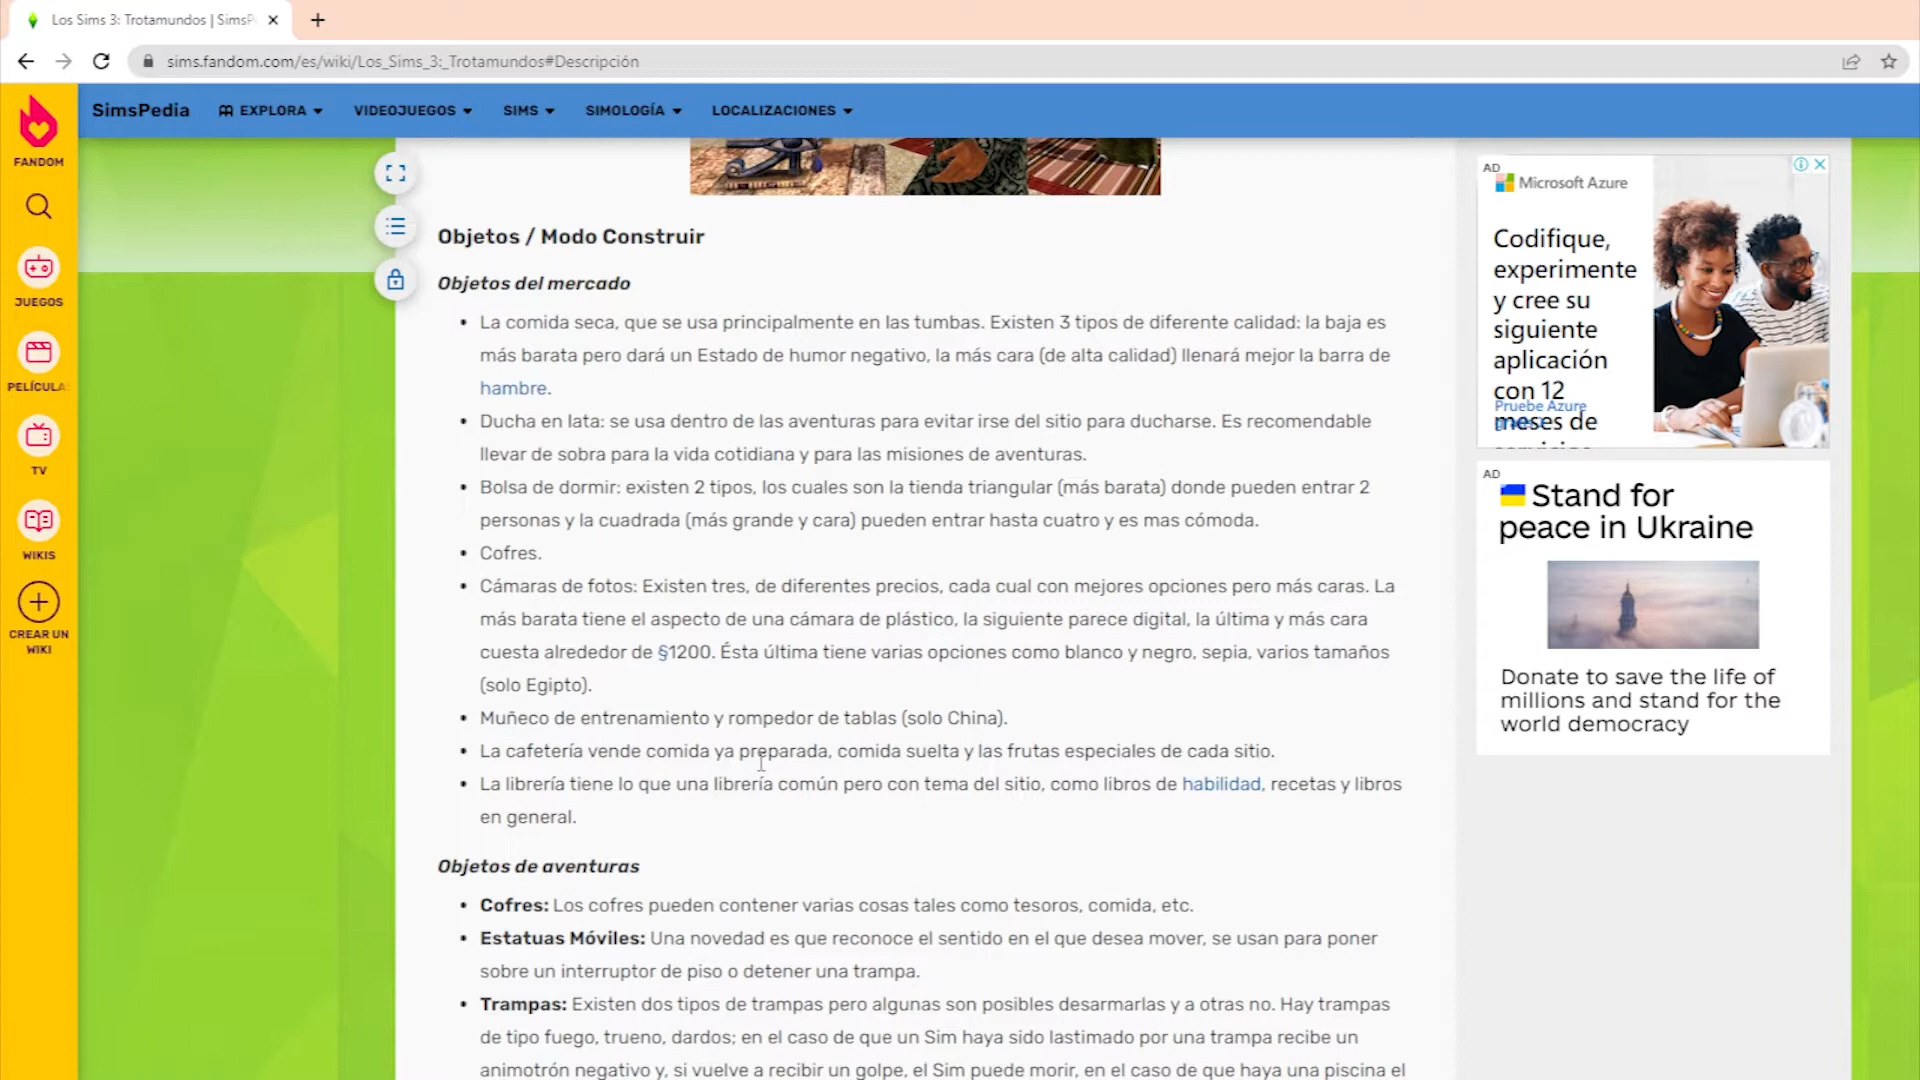 Los Sims 3: Trotamundos | SimsP
sims.fandom.com/es/wiki/Los_Sims_3:_Trotamundos#Descripción
SimsPedia
EXPLORA
VIDEOJUEGOS
SIMS
SIMOLOGÍA
LOCALIZACIONES
FANDOM
JUEGOS
PELÍCULA
TV
WIKIS
CREAR UN
WIKI
Objetos / Modo Construir
Objetos del mercado
• La comida seca, que se usa principalmente en las tumbas. Existen 3 tipos de diferente calidad: la baja es
más barata pero dará un Estado de humor negativo, la más cara (de alta calidad) llenará mejor la barra de
hambre.
• Ducha en lata: se usa dentro de las aventuras para evitar irse del sitio para ducharse. Es recomendable
llevar de sobra para la vida cotidiana y para las misiones de aventuras.
• Bolsa de dormir: existen 2 tipos, los cuales son la tienda triangular (más barata) donde pueden entrar 2
personas y la cuadrada (más grande y cara) pueden entrar hasta cuatro y es mas cómoda.
• Cofres.
• Cámaras de fotos: Existen tres, de diferentes precios, cada cual con mejores opciones pero más caras. La
más barata tiene el aspecto de una cámara de plástico, la siguiente parece digital, la última y más cara
cuesta alrededor de §1200. Ésta última tiene varias opciones como blanco y negro, sepia, varios tamaños
(solo Egipto).
• Muñeco de entrenamiento y rompedor de tablas (solo China).
• La cafetería vende comida ya preparada, comida suelta y las frutas especiales de cada sitio.
• La librería tiene lo que una librería común pero con tema del sitio, como libros de habilidad, recetas y libros
en general.
Objetos de aventuras
• Cofres: Los cofres pueden contener varias cosas tales como tesoros, comida, etc.
• Estatuas Móviles: Una novedad es que reconoce el sentido en el que desea mover, se usan para poner
sobre un interruptor de piso o detener una trampa.
• Trampas: Existen dos tipos de trampas pero algunas son posibles desarmarlas y a otras no. Hay trampas
de tipo fuego, trueno, dardos; en el caso de que un Sim haya sido lastimado por una trampa recibe un
animotrón negativo y, si vuelve a recibir un golpe, el Sim puede morir, en el caso de que haya una piscina el
AD
Microsoft Azure
Codifique,
experimente
y cree su
siguiente
aplicación
con 12
Pruebe Azure
meses de
AD
Stand for
peace in Ukraine
Donate to save the life of
millions and stand for the
world democracy